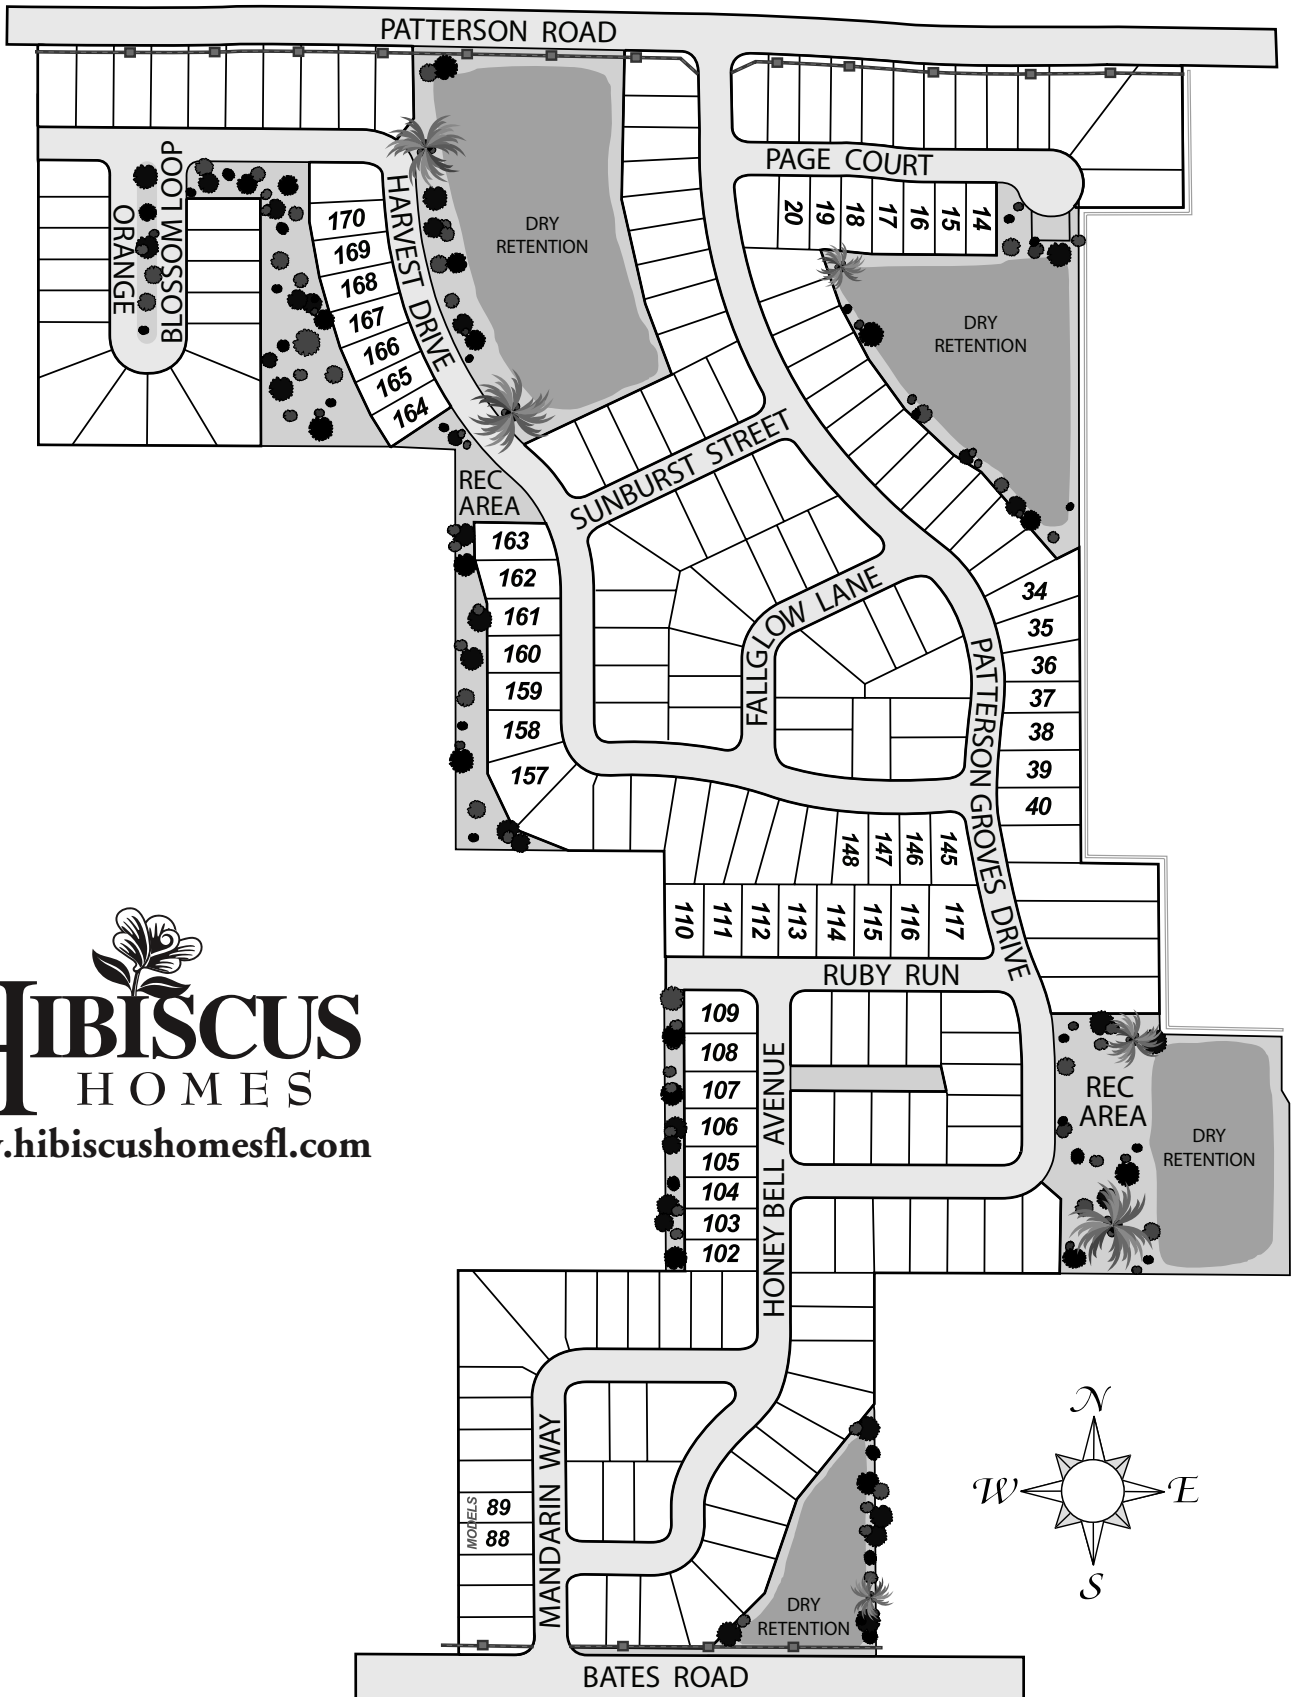 PATTERSON ROAD
PAGE COURT
20
19
18
17
16
15
14
ORANGE
BLOSSOM LOOP
HARVEST DRIVE
170
169
168
167
166
165
164
DRY
RETENTION
DRY
RETENTION
SUNBURST STREET
REC
AREA
163
162
161
160
159
158
157
FALLGLOW LANE
PATTERSON GROVES DRIVE
34
35
36
37
38
39
40
148
147
146
145
110
111
112
113
114
115
116
117
RUBY RUN
HIBISCUS
HOMES
.hibiscushomesfl.com
109
108
107
106
105
104
103
102
HONEY BELL AVENUE
REC
AREA
DRY
RETENTION
MANDARIN WAY
MODELS
89
88
DRY
RETENTION
N
W
E
S
BATES ROAD